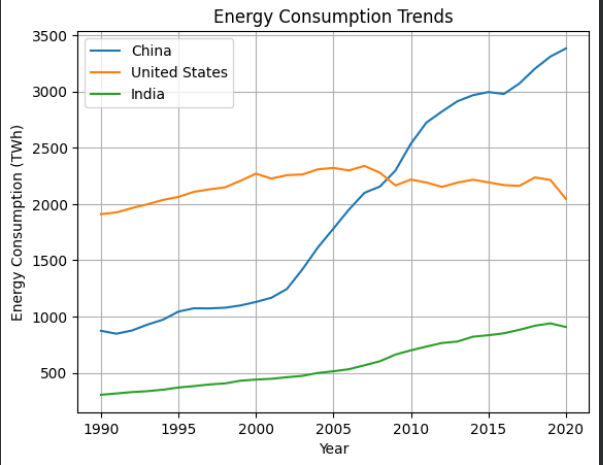 Energy Consumption Trends
3500
3000
2500
2000
1500
1000
500
Energy Consumption (TWh)
China
United States
India
1990
1995
2000
2005
2010
2015
2020
Year